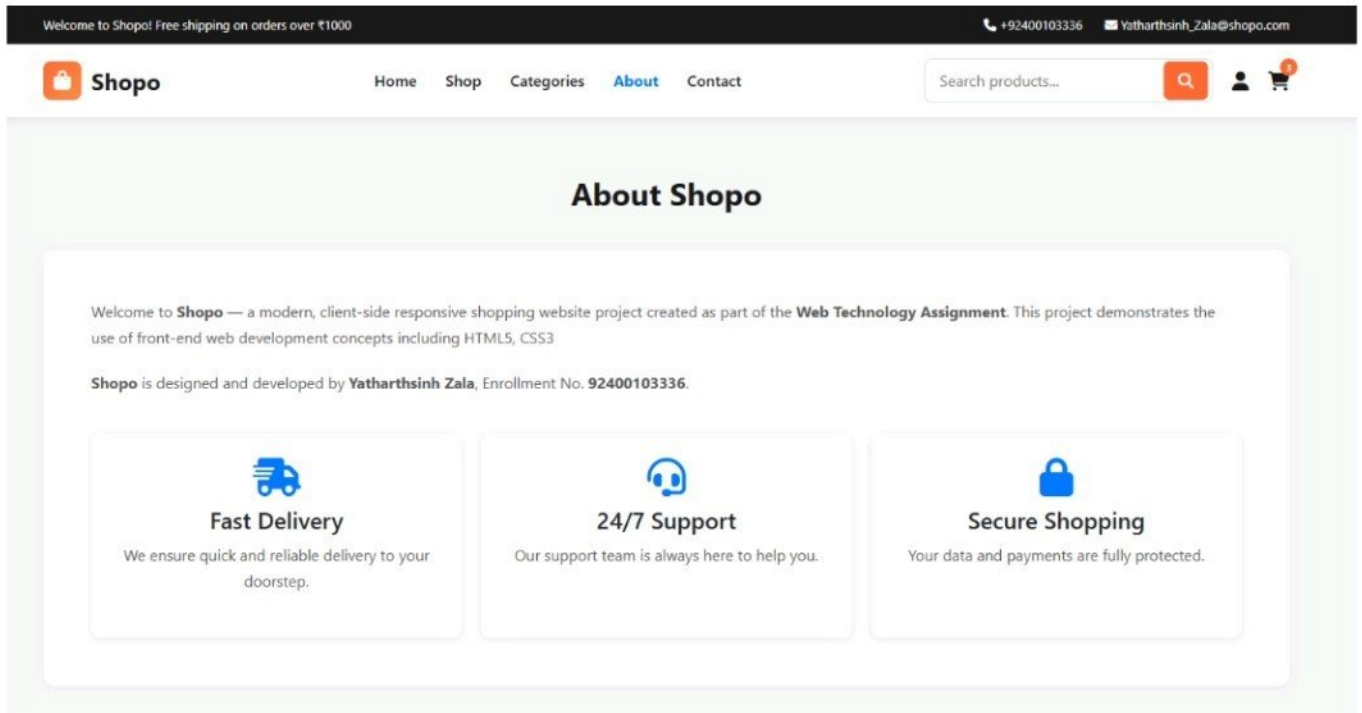 Welcome to Shopo! Free shipping on orders over ₹1000
+92400103336
Yatharthsinh_Zala@shopo.com
Shopo
Home Shop Categories About Contact
Search products...
3
About Shopo
Welcome to Shopo — a modern, client-side responsive shopping website project created as part of the Web Technology Assignment. This project demonstrates the
use of front-end web development concepts including HTML5, CSS3
Shopo is designed and developed by Yatharthsinh Zala, Enrollment No. 92400103336.
Fast Delivery
We ensure quick and reliable delivery to your
doorstep.
24/7 Support
Our support team is always here to help you.
Secure Shopping
Your data and payments are fully protected.